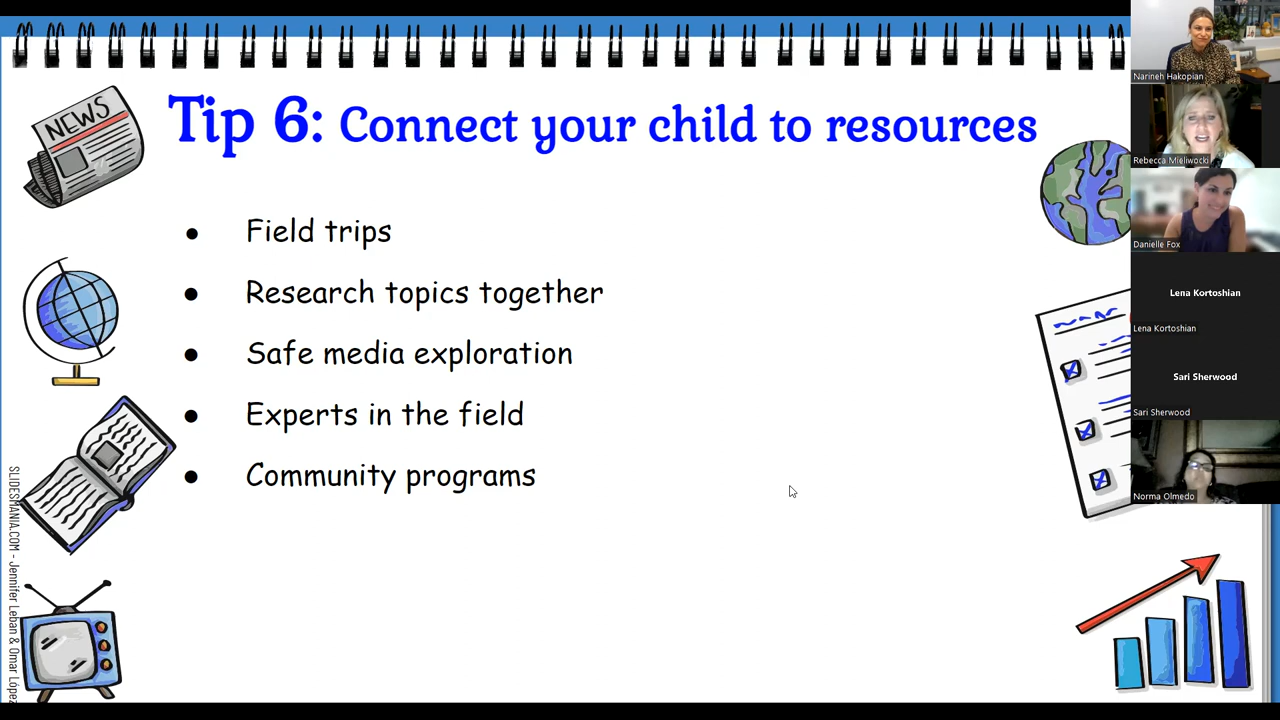 NEWS
Tip 6: Connect your child to resources
● Field trips
● Research topics together
● Safe media exploration
● Experts in the field
● Community programs
SLIDESMANIA.COM - Jennifer Leban & Omar López
Narineh Hakopian
Rebecca Mieliwocki
Danielle Fox
Lena Kortoshian
Lena Kortoshian
Sari Sherwood
Sari Sherwood
Norma Olmedo